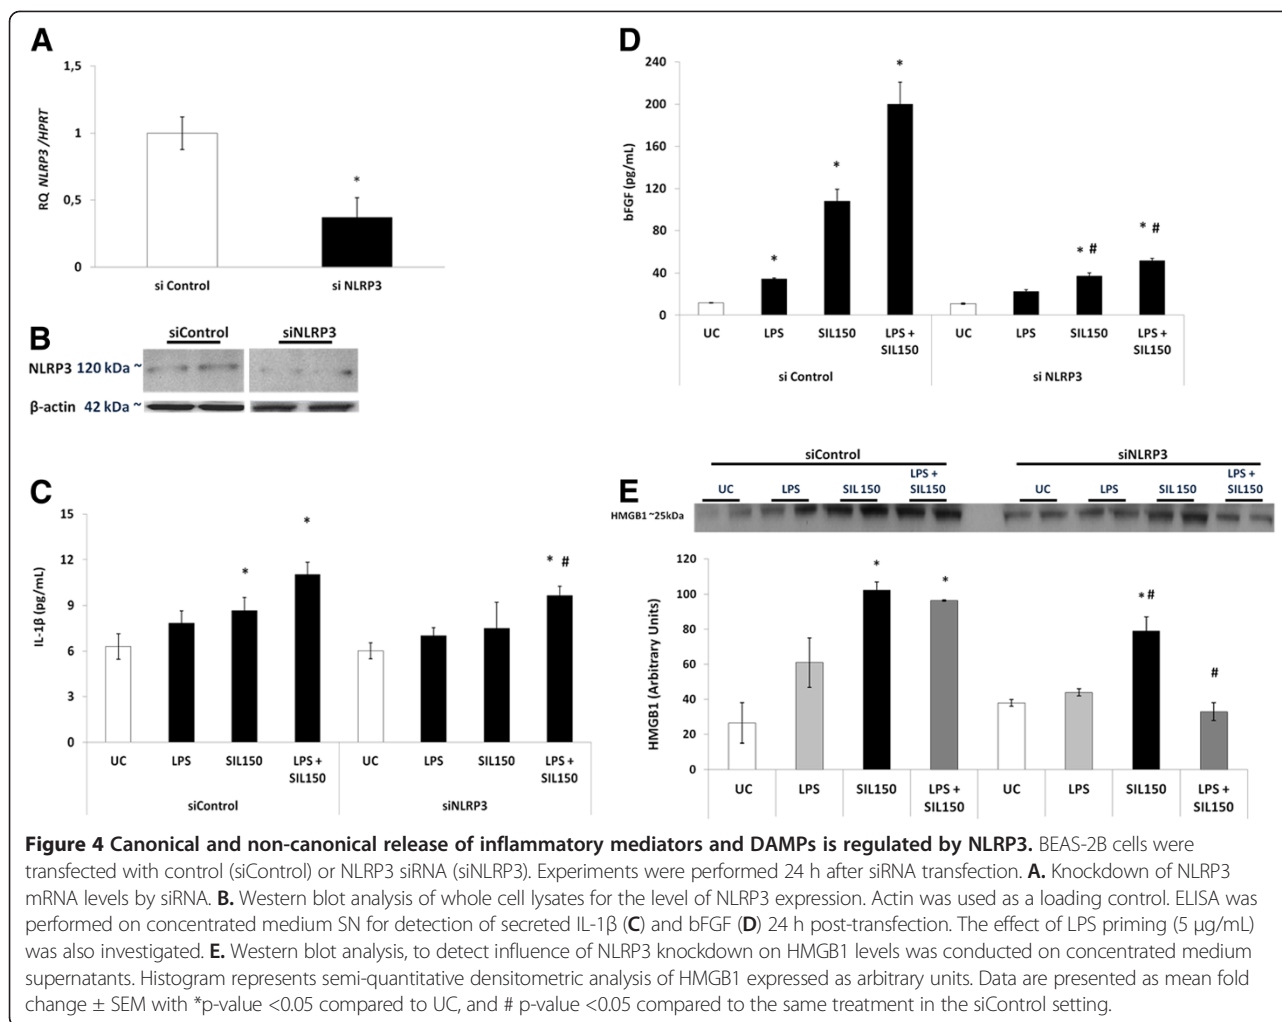 A
1,5
1
0,5
0
RQ NLRP3/HPRT
*
si Control
si NLRP3
B
siControl
siNLRP3
NLRP3 120 kDa ~
β-actin 42 kDa ~
C
15
12
9
6
3
0
IL-1β (pg/mL)
*
*
* #
UC
LPS
SIL150
LPS +
SIL150
UC
LPS
SIL150
LPS +
SIL150
siControl
siNLRP3
D
240
200
160
120
80
40
0
bFGF (pg/mL)
*
*
*
* #
* #
UC
LPS
SIL150
LPS +
SIL150
UC
LPS
SIL150
LPS +
SIL150
si Control
si NLRP3
E
siControl
siNLRP3
UC
LPS
SIL 150
LPS +
SIL150
UC
LPS
SIL 150
LPS +
SIL150
HMGB1 ~25kDa
120
100
80
60
40
20
0
HMGB1 (Arbitrary Units)
*
*
* #
#
UC
LPS
SIL150
LPS +
SIL150
UC
LPS
SIL150
LPS +
SIL150
Figure 4 Canonical and non-canonical release of inflammatory mediators and DAMPs is regulated by NLRP3. BEAS-2B cells were
transfected with control (siControl) or NLRP3 siRNA (siNLRP3). Experiments were performed 24 h after siRNA transfection. A. Knockdown of NLRP3
mRNA levels by siRNA. B. Western blot analysis of whole cell lysates for the level of NLRP3 expression. Actin was used as a loading control. ELISA was
performed on concentrated medium SN for detection of secreted IL-1β (C) and bFGF (D) 24 h post-transfection. The effect of LPS priming (5 μg/mL)
was also investigated. E. Western blot analysis, to detect influence of NLRP3 knockdown on HMGB1 levels was conducted on concentrated medium
supernatants. Histogram represents semi-quantitative densitometric analysis of HMGB1 expressed as arbitrary units. Data are presented as mean fold
change ± SEM with *p-value <0.05 compared to UC, and # p-value <0.05 compared to the same treatment in the siControl setting.